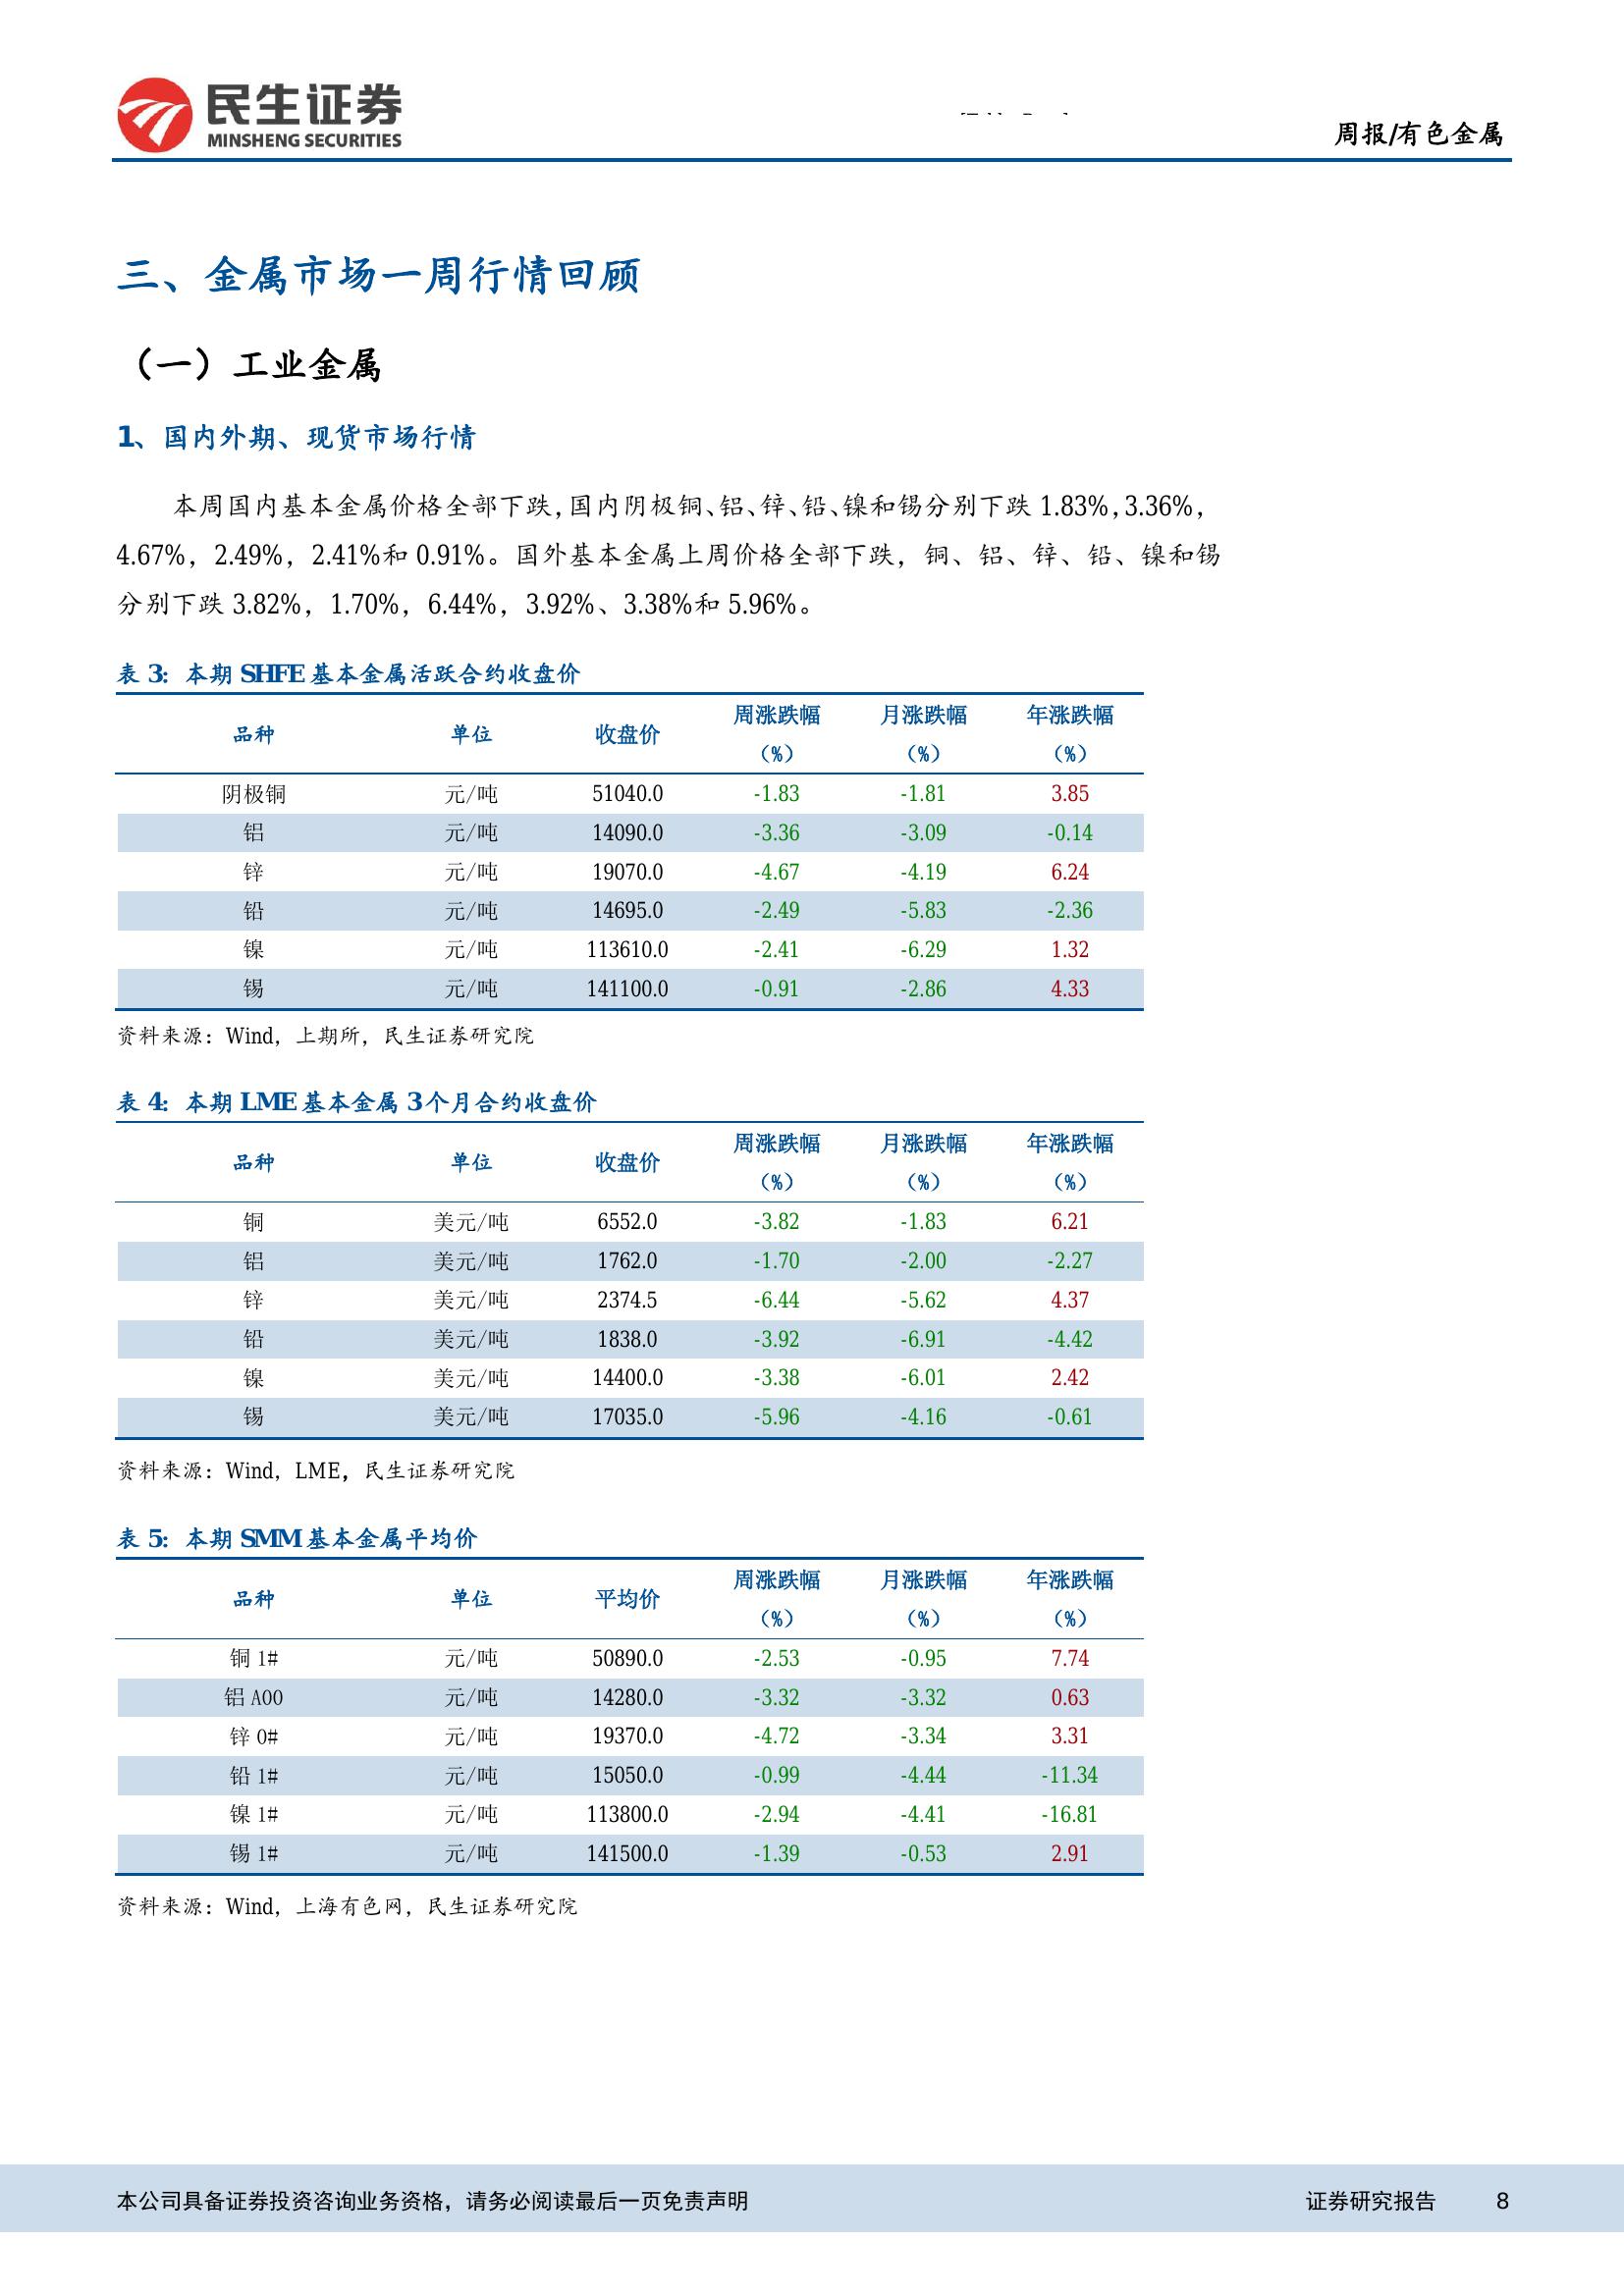 民生证券
MINSHENG SECURITIES
周报/有色金属
三、金属市场一周行情回顾
（一）工业金属
1、国内外期、现货市场行情
本周国内基本金属价格全部下跌，国内阴极铜、铝、锌、铅、镍和锡分别下跌 1.83%，3.36%，
4.67%，2.49%，2.41%和 0.91%。国外基本金属上周价格全部下跌，铜、铝、锌、铅、镍和锡
分别下跌 3.82%，1.70%，6.44%，3.92%、3.38%和 5.96%。
表 3: 本期 SHFE 基本金属活跃合约收盘价
品种 单位 收盘价 周涨跌幅（%） 月涨跌幅（%） 年涨跌幅（%）
阴极铜 元/吨 51040.0 -1.83 -1.81 3.85
铝 元/吨 14090.0 -3.36 -3.09 -0.14
锌 元/吨 19070.0 -4.67 -4.19 6.24
铅 元/吨 14695.0 -2.49 -5.83 -2.36
镍 元/吨 113610.0 -2.41 -6.29 1.32
锡 元/吨 141100.0 -0.91 -2.86 4.33
资料来源：Wind，上期所，民生证券研究院
表 4: 本期 LME 基本金属 3 个月合约收盘价
品种 单位 收盘价 周涨跌幅（%） 月涨跌幅（%） 年涨跌幅（%）
铜 美元/吨 6552.0 -3.82 -1.83 6.21
铝 美元/吨 1762.0 -1.70 -2.00 -2.27
锌 美元/吨 2374.5 -6.44 -5.62 4.37
铅 美元/吨 1838.0 -3.92 -6.91 -4.42
镍 美元/吨 14400.0 -3.38 -6.01 2.42
锡 美元/吨 17035.0 -5.96 -4.16 -0.61
资料来源：Wind，LME，民生证券研究院
表 5: 本期 SMM 基本金属平均价
品种 单位 平均价 周涨跌幅（%） 月涨跌幅（%） 年涨跌幅（%）
铜 1# 元/吨 50890.0 -2.53 -0.95 7.74
铝 A00 元/吨 14280.0 -3.32 -3.32 0.63
锌 0# 元/吨 19370.0 -4.72 -3.34 3.31
铅 1# 元/吨 15050.0 -0.99 -4.44 -11.34
镍 1# 元/吨 113800.0 -2.94 -4.41 -16.81
锡 1# 元/吨 141500.0 -1.39 -0.53 2.91
资料来源：Wind，上海有色网，民生证券研究院
本公司具备证券投资咨询业务资格，请务必阅读最后一页免责声明 证券研究报告 8